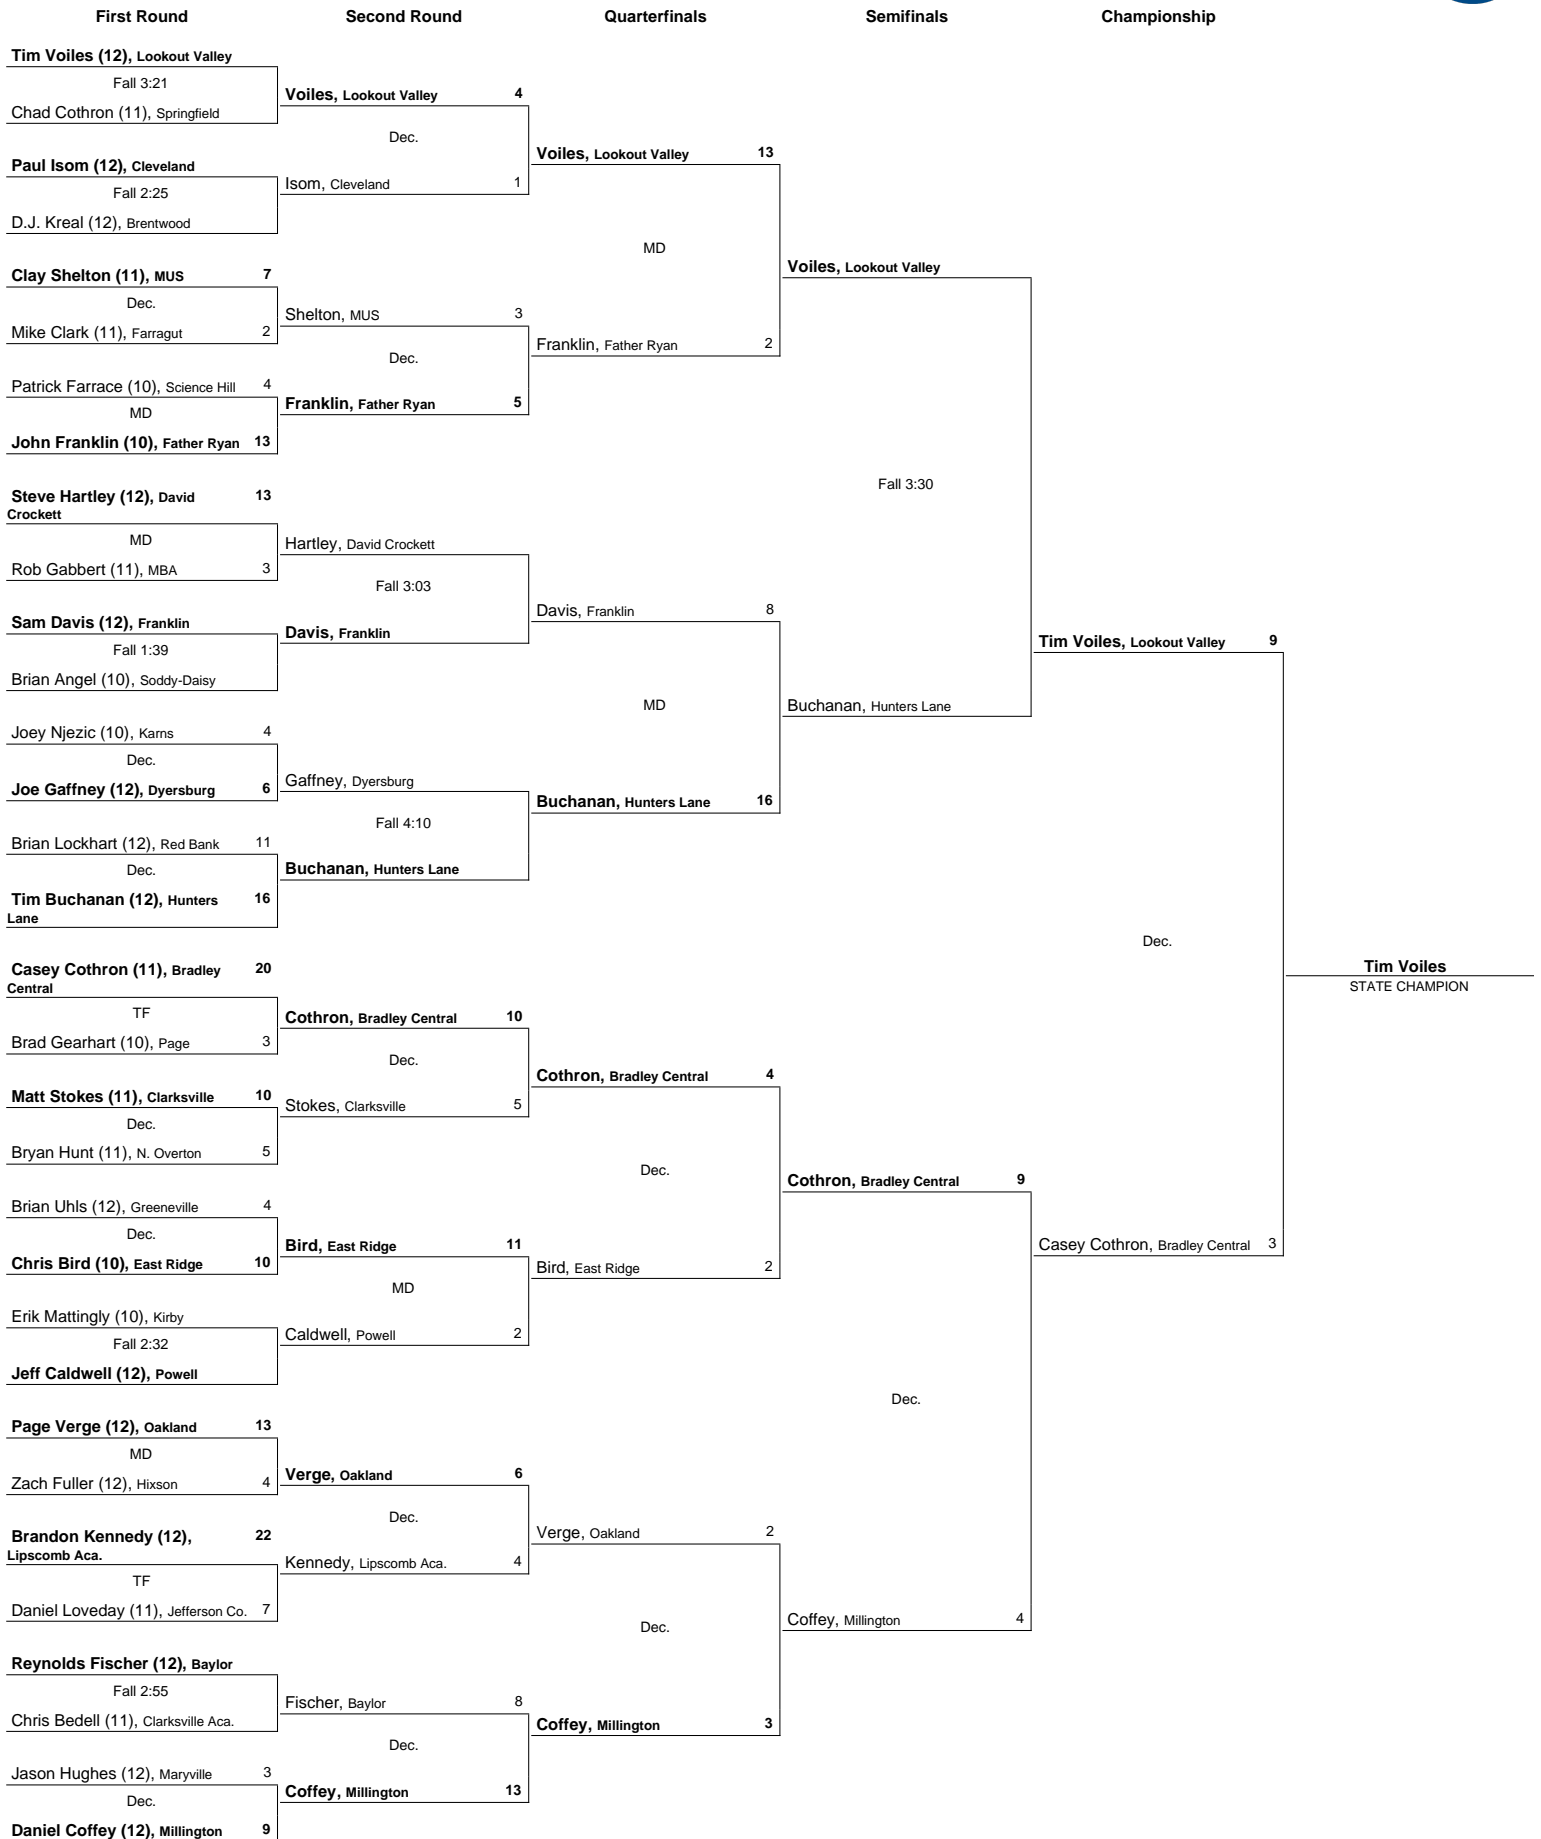 First Round
Second Round
Quarterfinals
Semifinals
Championship
Tim Voiles (12), Lookout Valley
Fall 3:21
Chad Cothron (11), Springfield
Paul Isom (12), Cleveland
Fall 2:25
D.J. Kreal (12), Brentwood
Clay Shelton (11), MUS 7
Dec.
Mike Clark (11), Farragut 2
Patrick Farrace (10), Science Hill 4
MD
John Franklin (10), Father Ryan 13
Steve Hartley (12), David 13
Crockett
MD
Rob Gabbert (11), MBA 3
Sam Davis (12), Franklin
Fall 1:39
Brian Angel (10), Soddy-Daisy
Joey Njezic (10), Karns 4
Dec.
Joe Gaffney (12), Dyersburg 6
Brian Lockhart (12), Red Bank 11
Dec.
Tim Buchanan (12), Hunters 16
Lane
Casey Cothron (11), Bradley 20
Central
TF
Brad Gearhart (10), Page 3
Matt Stokes (11), Clarksville 10
Dec.
Bryan Hunt (11), N. Overton 5
Brian Uhls (12), Greeneville 4
Dec.
Chris Bird (10), East Ridge 10
Erik Mattingly (10), Kirby
Fall 2:32
Jeff Caldwell (12), Powell
Page Verge (12), Oakland 13
MD
Zach Fuller (12), Hixson 4
Brandon Kennedy (12), 22
Lipscomb Aca.
TF
Daniel Loveday (11), Jefferson Co. 7
Reynolds Fischer (12), Baylor
Fall 2:55
Chris Bedell (11), Clarksville Aca.
Jason Hughes (12), Maryville 3
Dec.
Daniel Coffey (12), Millington 9
Voiles, Lookout Valley 4
Dec.
Isom, Cleveland 1
Shelton, MUS 3
Dec.
Franklin, Father Ryan 5
Hartley, David Crockett
Fall 3:03
Davis, Franklin
Gaffney, Dyersburg
Fall 4:10
Buchanan, Hunters Lane
Cothron, Bradley Central 10
Dec.
Stokes, Clarksville 5
Bird, East Ridge 11
MD
Caldwell, Powell 2
Verge, Oakland 6
Dec.
Kennedy, Lipscomb Aca. 4
Fischer, Baylor 8
Dec.
Coffey, Millington 13
Voiles, Lookout Valley 13
MD
Franklin, Father Ryan 2
Davis, Franklin 8
MD
Buchanan, Hunters Lane 16
Cothron, Bradley Central 4
Dec.
Bird, East Ridge 2
Verge, Oakland 2
Dec.
Coffey, Millington 3
Voiles, Lookout Valley
Fall 3:30
Buchanan, Hunters Lane
Cothron, Bradley Central 9
Dec.
Coffey, Millington 4
Tim Voiles, Lookout Valley 9
Dec.
Casey Cothron, Bradley Central 3
Tim Voiles
STATE CHAMPION